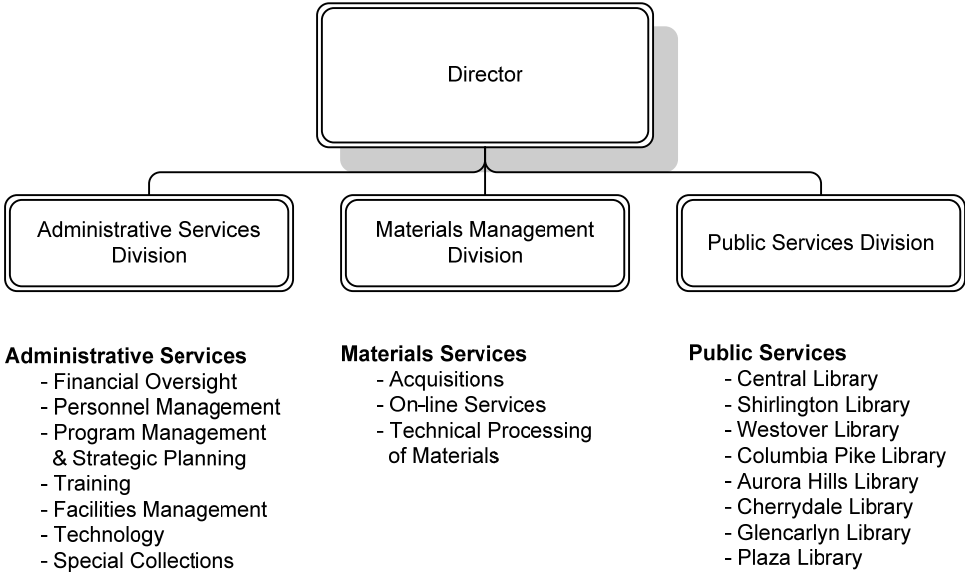 Director
Administrative Services
Division
Materials Management
Division
Public Services Division
Administrative Services
- Financial Oversight
- Personnel Management
- Program Management
& Strategic Planning
- Training
- Facilities Management
- Technology
- Special Collections
Materials Services
- Acquisitions
- On-line Services
- Technical Processing
of Materials
Public Services
- Central Library
- Shirlington Library
- Westover Library
- Columbia Pike Library
- Aurora Hills Library
- Cherrydale Library
- Glencarlyn Library
- Plaza Library